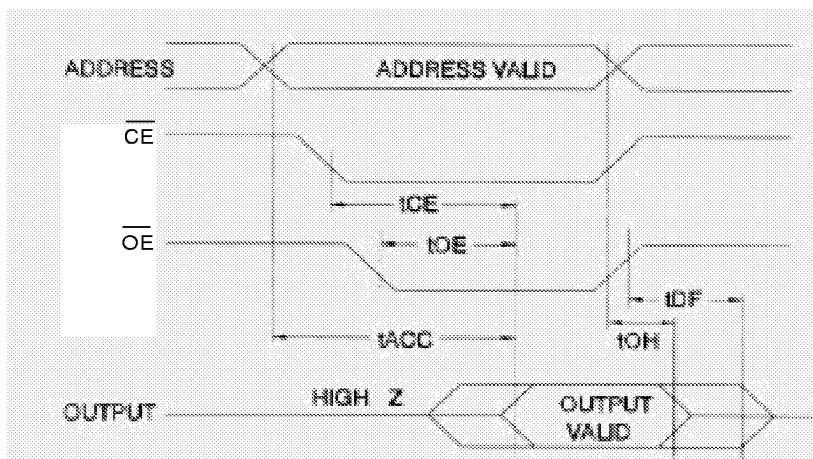 ADDRESS
ADDRESS VALID
CE
tCE
OE
tOE
tDF
tACC
tOH
OUTPUT
HIGH Z
OUTPUT
VALID